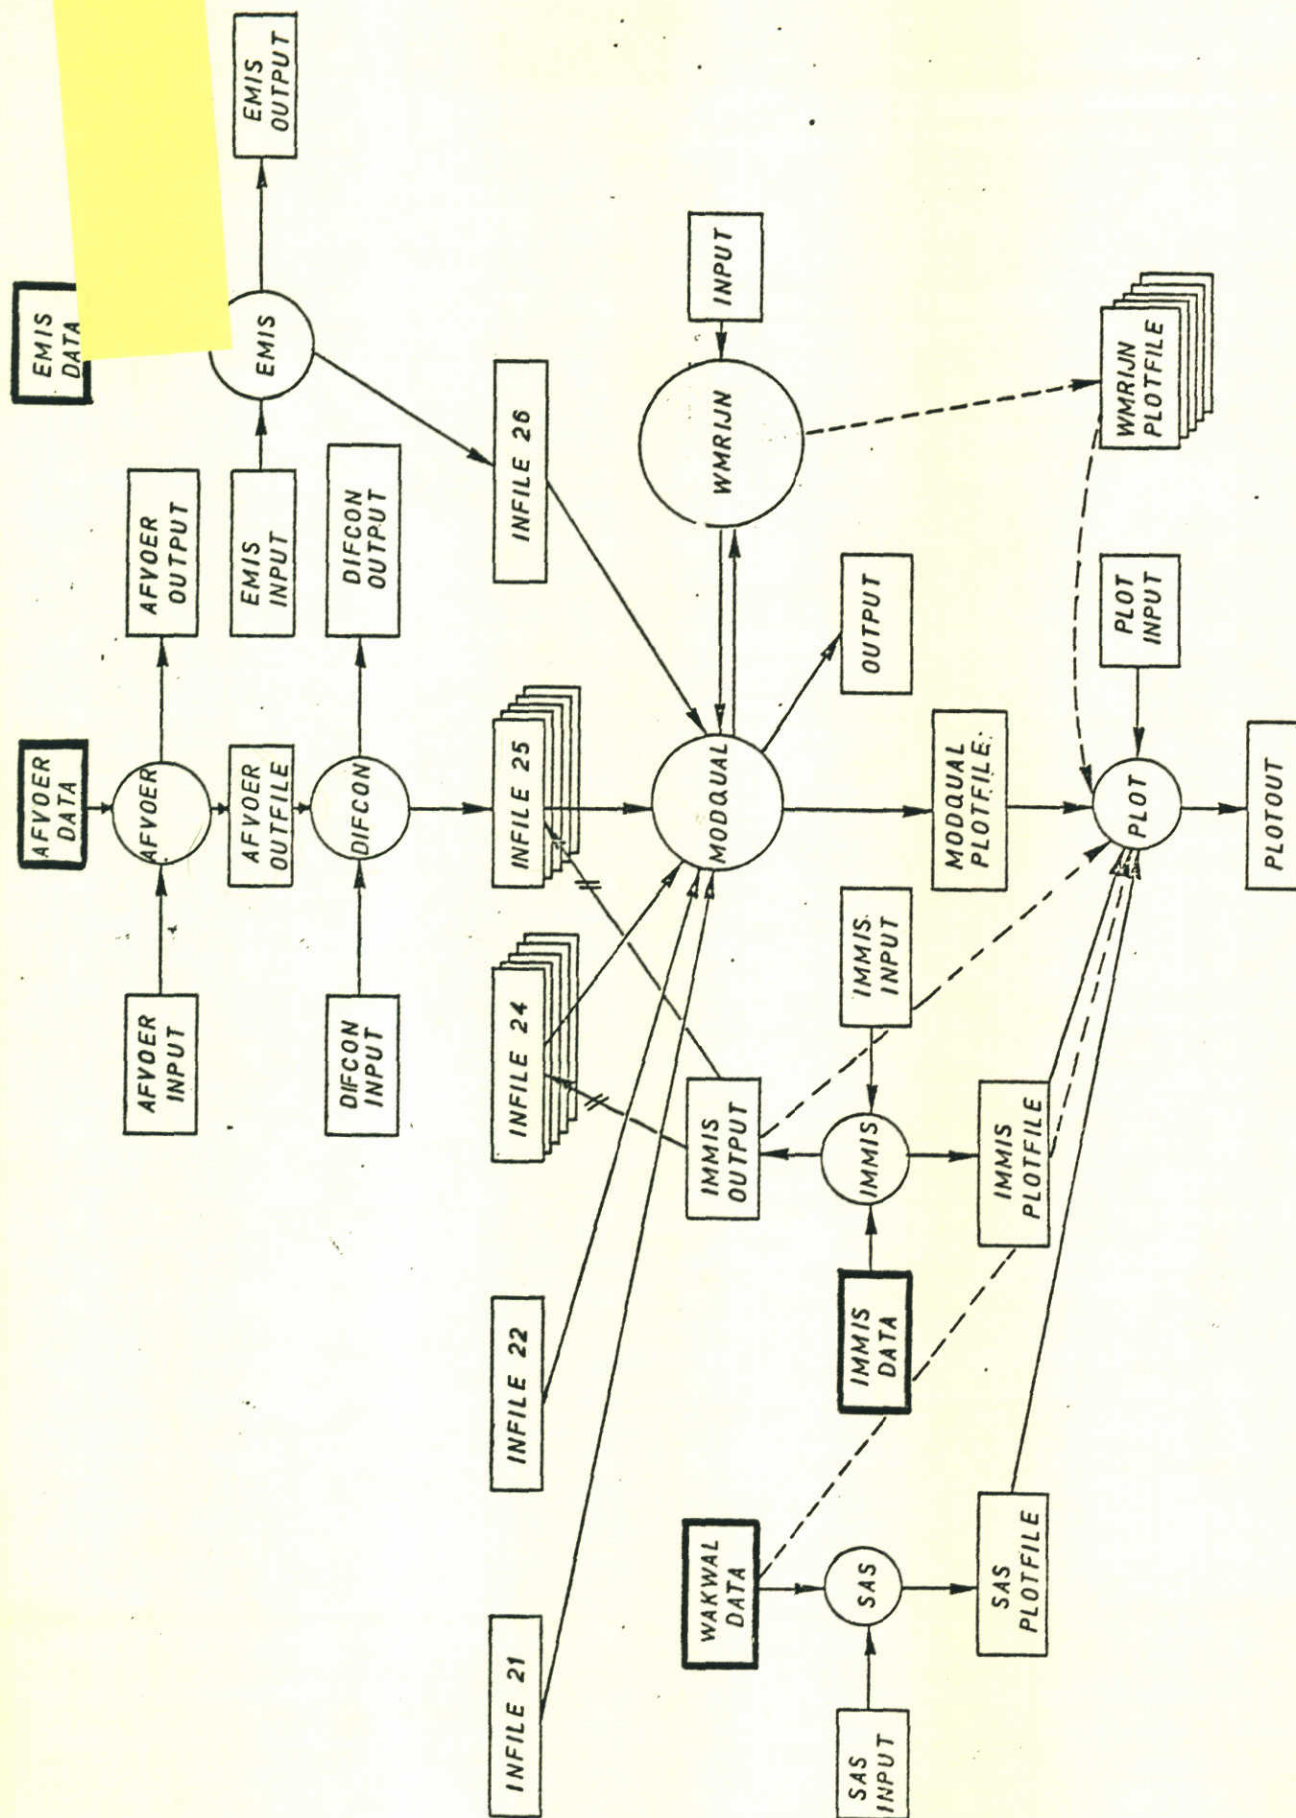 EMIS
DATA
EMIS
OUTPUT
EMIS
EMIS
INPUT
AFVOER
DATA
AFVOER
OUTPUT
AFVOER
AFVOER
INPUT
AFVOER
OUTFILE
DIFCON
OUTPUT
DIFCON
DIFCON
INPUT
INFILE 26
INFILE 25
INFILE 24
INFILE 22
INFILE 21
INPUT
WMRIJN
MODQUAL
IMMIS
OUTPUT
WAKWAL
DATA
OUTPUT
IMMIS
INPUT
IMMIS
IMMIS
DATA
SAS
SAS
INPUT
MODQUAL
PLOTFILE
IMMIS
PLOTFILE
SAS
PLOTFILE
WMRIJN
PLOTFILE
PLOT
INPUT
PLOT
PLOTOUT